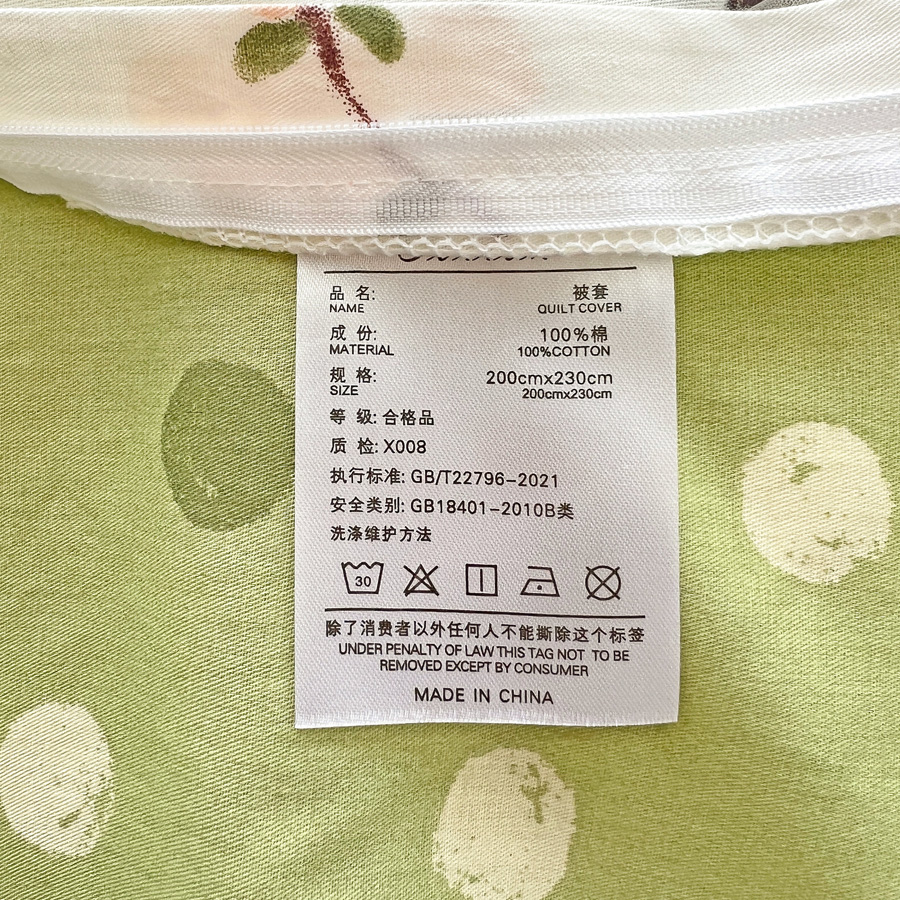 品 名: 被套
NAME QUILT COVER
成 份: 100%棉
MATERIAL 100%COTTON
规 格: 200cmx230cm
SIZE 200cmx230cm
等 级: 合格品
质 检: X008
执行标准: GB/T22796-2021
安全类别: GB18401-2010B类
洗涤维护方法
30
除了消费者以外任何人不能撕除这个标签
UNDER PENALTY OF LAW THIS TAG NOT TO BE
REMOVED EXCEPT BY CONSUMER
MADE IN CHINA